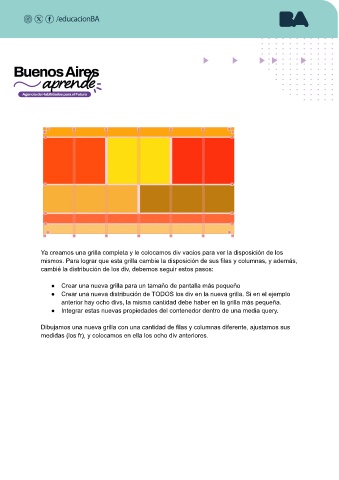 /educacionBA
BA
Buenos Aires
aprende
Agencia de Habilidades para el Futuro
Ya creamos una grilla completa y le colocamos div vacíos para ver la disposición de los
mismos. Para lograr que esta grilla cambie la disposición de sus filas y columnas, y además,
cambié la distribución de los div, debemos seguir estos pasos:
● Crear una nueva grilla para un tamaño de pantalla más pequeño
● Crear una nueva distribución de TODOS los div en la nueva grilla. Si en el ejemplo
anterior hay ocho divs, la misma cantidad debe haber en la grilla más pequeña.
● Integrar estas nuevas propiedades del contenedor dentro de una media query.
Dibujamos una nueva grilla con una cantidad de filas y columnas diferente, ajustamos sus
medidas (los fr), y colocamos en ella los ocho div anteriores.